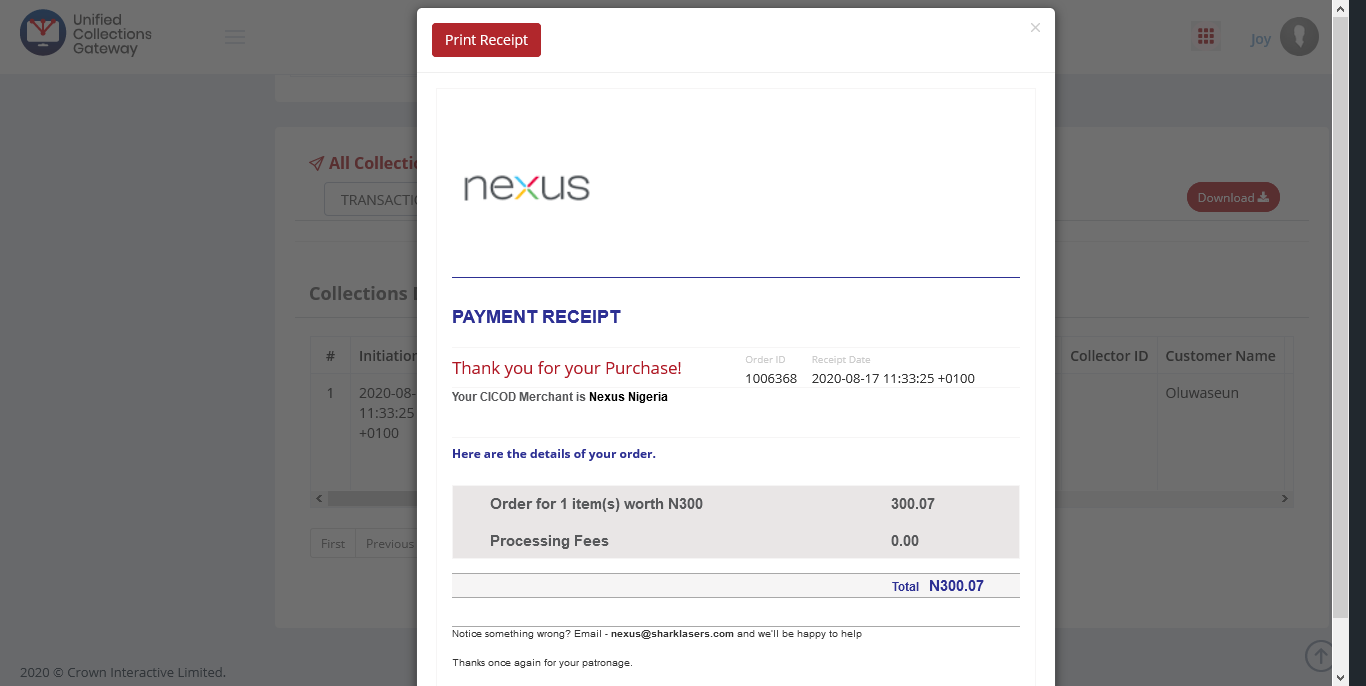 Unified
Collections
Gateway
Print Receipt
×
Joy
All Collectio
TRANSACTIO
Download
nexus
PAYMENT RECEIPT
Thank you for your Purchase!
Order ID
Receipt Date
1006368
2020-08-17 11:33:25 +0100
Your CICOD Merchant is Nexus Nigeria
Here are the details of your order.
Order for 1 item(s) worth N300 300.07
Processing Fees 0.00
Total N300.07
Notice something wrong? Email - nexus@sharklasers.com and we'll be happy to help
Thanks once again for your patronage.
Collections
# Initiation Collector ID Customer Name
1 2020-08- Oluwaseun
11:33:25
+0100
First Previous
2020 © Crown Interactive Limited.